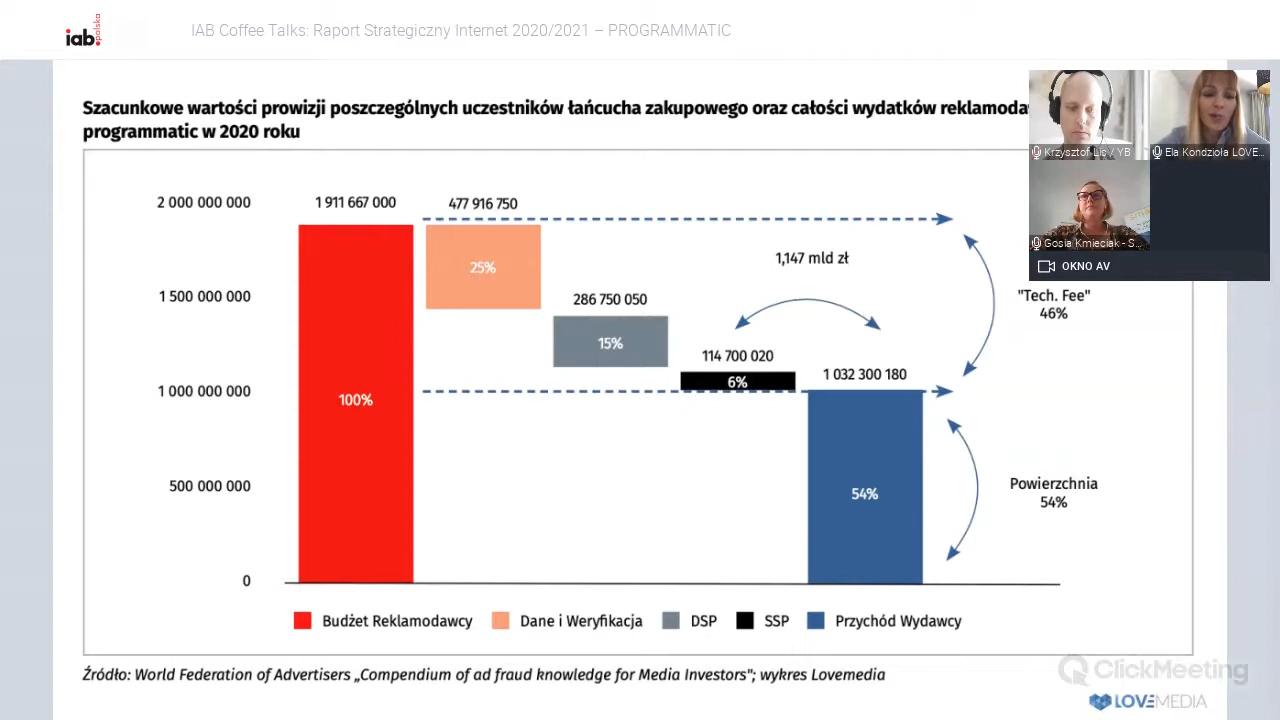 iab:
polska
IAB Coffee Talks: Raport Strategiczny Internet 2020/2021 – PROGRAMMATIC
Szacunkowe wartości prowizji poszczególnych uczestników łańcucha zakupowego oraz całości wydatków reklamoda
programmatic w 2020 roku
Krzysztof Lis / YB
Ela Kondzioła LOVE...
Gosia Kmieciak - S...
OKNO AV
2 000 000 000
1 911 667 000
477 916 750
1,147 mld zł
25%
1 500 000 000
286 750 050
"Tech. Fee"
46%
15%
114 700 020
1 032 300 180
6%
1 000 000 000
100%
500 000 000
54%
Powierzchnia
54%
0
Budżet Reklamodawcy
Dane i Weryfikacja
DSP
SSP
Przychód Wydawcy
Źródło: World Federation of Advertisers „Compendium of ad fraud knowledge for Media Investors"; wykres Lovemedia
ClickMeeting
LOVEMEDIA